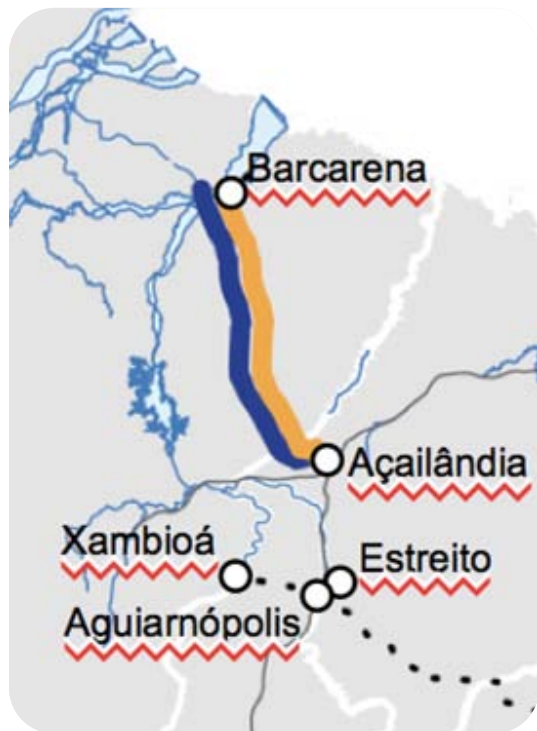 Barcarena
Açailândia
Xambioá
Estreito
Aguiarnópolis